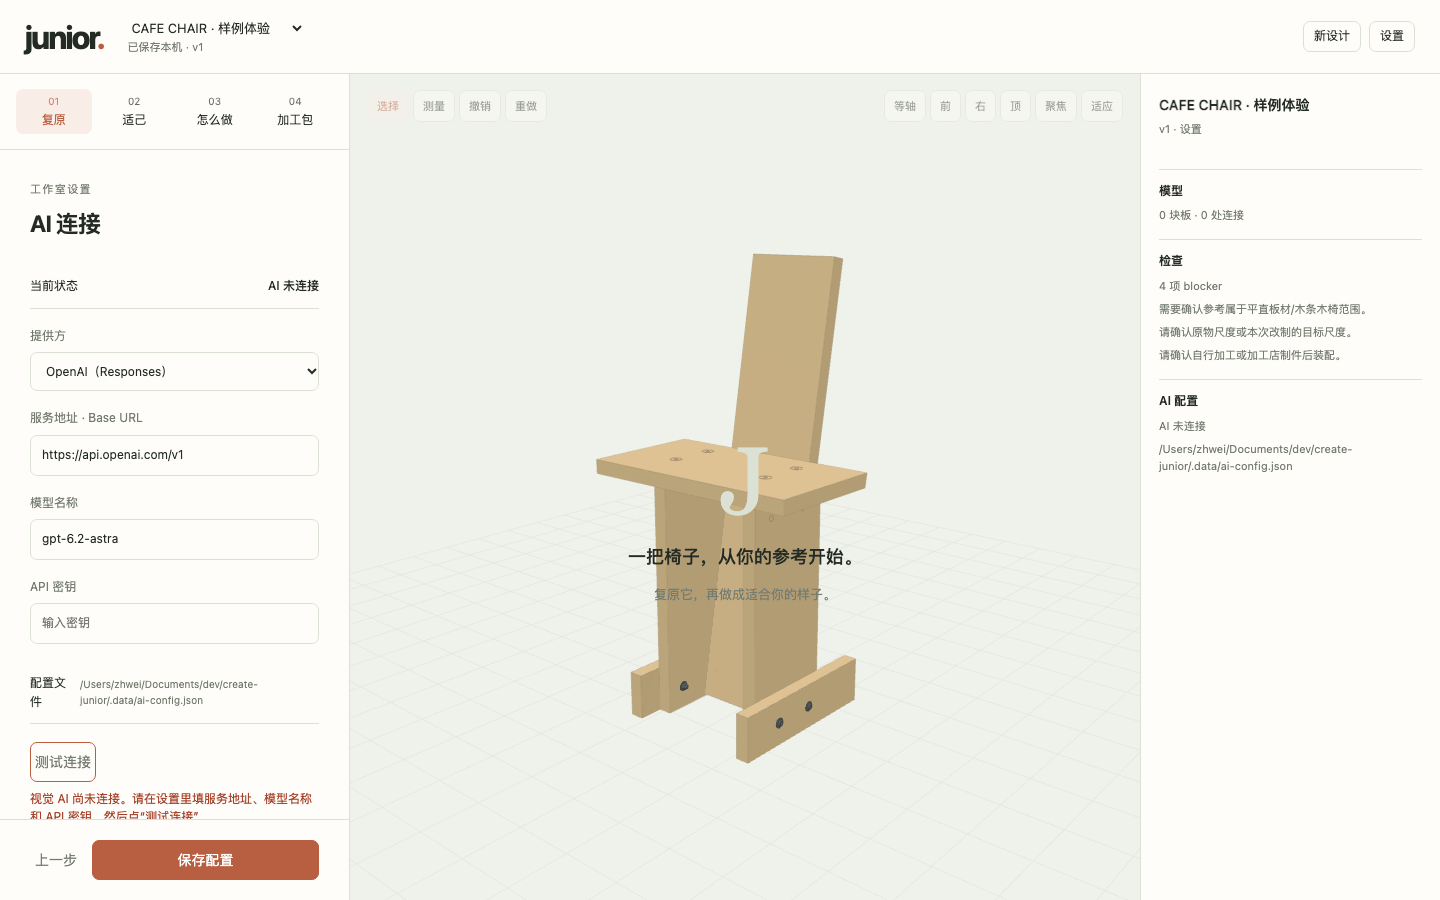 junior.
CAFE CHAIR · 样例体验
已保存本机 · v1
新设计
设置
01
复原
02
适己
03
怎么做
04
加工包
工作室设置
AI 连接
当前状态
AI 未连接
提供方
OpenAI（Responses）
服务地址 · Base URL
https://api.openai.com/v1
模型名称
gpt-6.2-astra
API 密钥
输入密钥
配置文
件
/Users/zhwei/Documents/dev/create-
junior/.data/ai-config.json
测试连接
视觉 AI 尚未连接。请在设置里填服务地址、模型名称
和 API 密钥，然后点“测试连接”
上一步
保存配置
选择
测量
撤销
重做
等轴
前
右
顶
聚焦
适应
J
一把椅子，从你的参考开始。
复原它，再做成适合你的样子。
CAFE CHAIR · 样例体验
v1 · 设置
模型
0 块板 · 0 处连接
检查
4 项 blocker
需要确认参考属于平直板材/木条木椅范围。
请确认原物尺度或本次改制的目标尺度。
请确认自行加工或加工店制件后装配。
AI 配置
AI 未连接
/Users/zhwei/Documents/dev/create-
junior/.data/ai-config.json